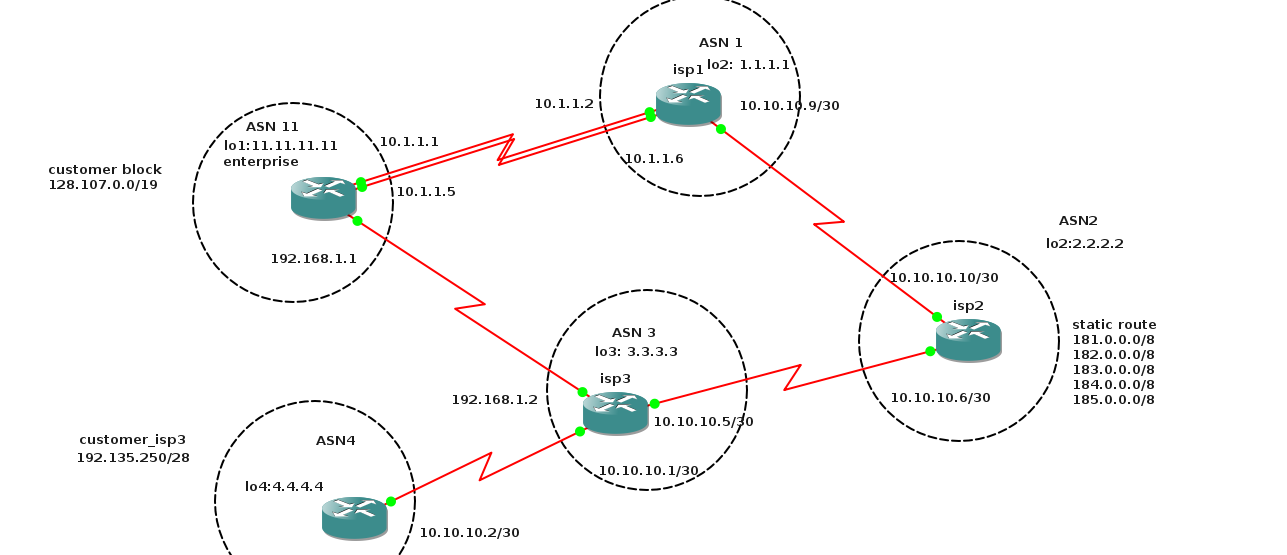 ASN 1
lo2: 1.1.1.1
isp1
10.1.1.2
10.10.10.9/30
ASN 11
lo1:11.11.11.11
enterprise
10.1.1.1
10.1.1.6
customer block
128.107.0.0/19
10.1.1.5
ASN2
lo2:2.2.2.2
192.168.1.1
10.10.10.10/30
isp2
static route
181.0.0.0/8
182.0.0.0/8
183.0.0.0/8
184.0.0.0/8
185.0.0.0/8
ASN 3
lo3: 3.3.3.3
isp3
192.168.1.2
10.10.10.6/30
10.10.10.5/30
customer_isp3
192.135.250/28
ASN4
10.10.10.1/30
lo4:4.4.4.4
10.10.10.2/30